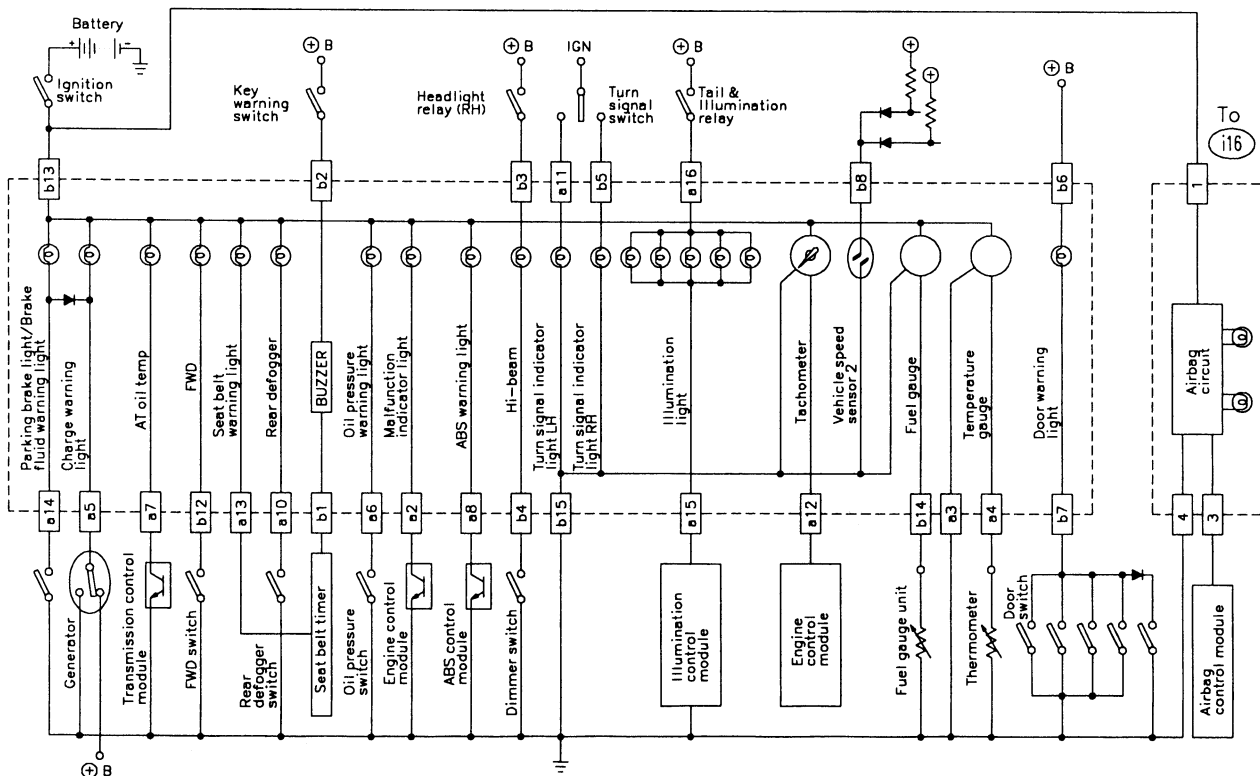 Battery
+
-
Ignition
switch
Key
warning
switch
⊕ B
Headlight
relay (RH)
⊕ B
IGN
Turn
signal
switch
⊕ B
Tail &
Illumination
relay
⊕
⊕
⊕ B
To
i16
b13
b2
b3
a11
b5
a16
b8
b6
1
Parking brake light/Brake
fluid warning light
Charge warning
light
AT oil temp
FWD
Seat belt
warning light
Rear defogger
BUZZER
Oil pressure
warning light
Malfunction
indicator light
ABS warning light
Hi-beam
Turn signal indicator
light LH
Turn signal indicator
light RH
Illumination
light
Tachometer
Vehicle speed
sensor 2
Fuel gauge
Temperature
gauge
Door warning
light
Airbag
circuit
a14
a5
a7
b12
a13
a10
b1
a6
a2
a8
b4
b15
a15
a12
b14
a3
a4
b7
4
3
Generator
Transmission control
module
FWD switch
Rear
defogger
switch
Seat belt timer
Oil pressure
switch
Engine control
module
ABS control
module
Dimmer switch
Illumination
control
module
Engine
control
module
Fuel gauge unit
Thermometer
Door
switch
Airbag
control module
⊕ B